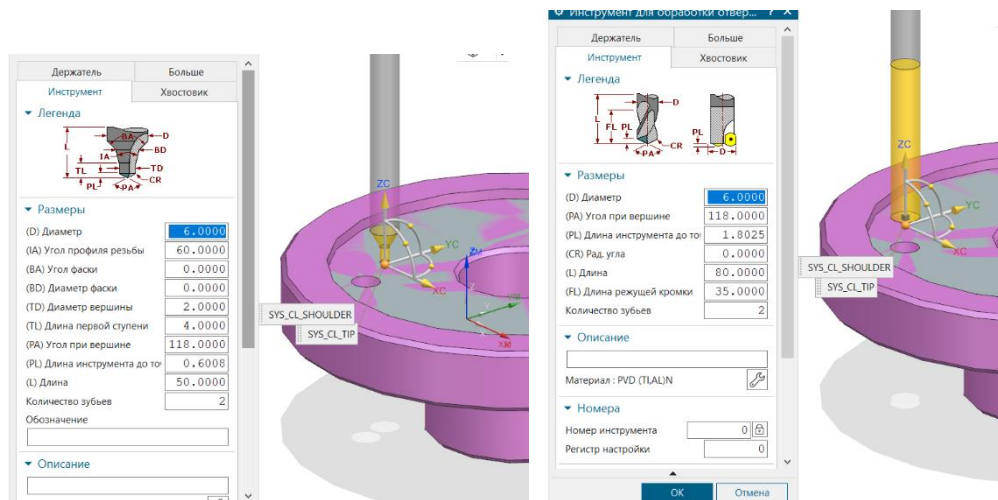 Держатель
Больше
Инструмент
Хвостовик
Легенда
L
BA
D
BD
IA
TD
TL
CR
PL
PA
Размеры
(D) Диаметр 6.0000
(IA) Угол профиля резьбы 60.0000
(BA) Угол фаски 0.0000
(BD) Диаметр фаски 0.0000
(TD) Диаметр вершины 2.0000
(TL) Длина первой ступени 4.0000
(PA) Угол при вершине 118.0000
(PL) Длина инструмента до то 0.6008
(L) Длина 50.0000
Количество зубьев 2
Обозначение
Описание
ZC
YC
XC
ZM
XM
SYS_CL_SHOULDER
SYS_CL_TIP
Инструмент для обработки отвер... ? X
Держатель
Больше
Инструмент
Хвостовик
Легенда
D
L
FL
PL
CR
PA
PL
D
Размеры
(D) Диаметр 6.0000
(PA) Угол при вершине 118.0000
(PL) Длина инструмента до то 1.8025
(CR) Рад. угла 0.0000
(L) Длина 80.0000
(FL) Длина режущей кромки 35.0000
Количество зубьев 2
Описание
Материал : PVD (TLAL)N
Номера
Номер инструмента 0
Регистр настройки 0
OK
Отмена
ZC
YC
XC
SYS_CL_SHOULDER
SYS_CL_TIP